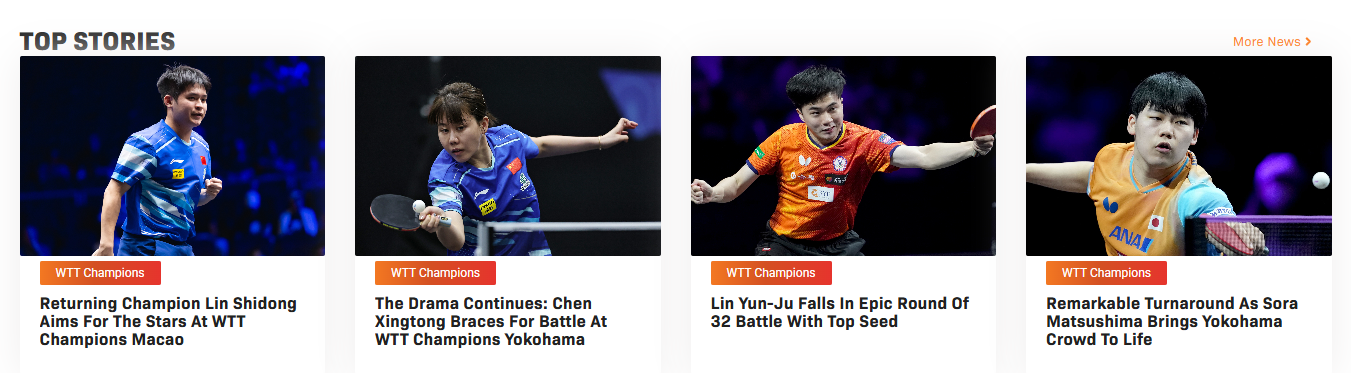 TOP STORIES
More News
WTT Champions
Returning Champion Lin Shidong
Aims For The Stars At WTT
Champions Macao
WTT Champions
The Drama Continues: Chen
Xingtong Braces For Battle At
WTT Champions Yokohama
WTT Champions
Lin Yun-Ju Falls In Epic Round Of
32 Battle With Top Seed
WTT Champions
Remarkable Turnaround As Sora
Matsushima Brings Yokohama
Crowd To Life
ANA